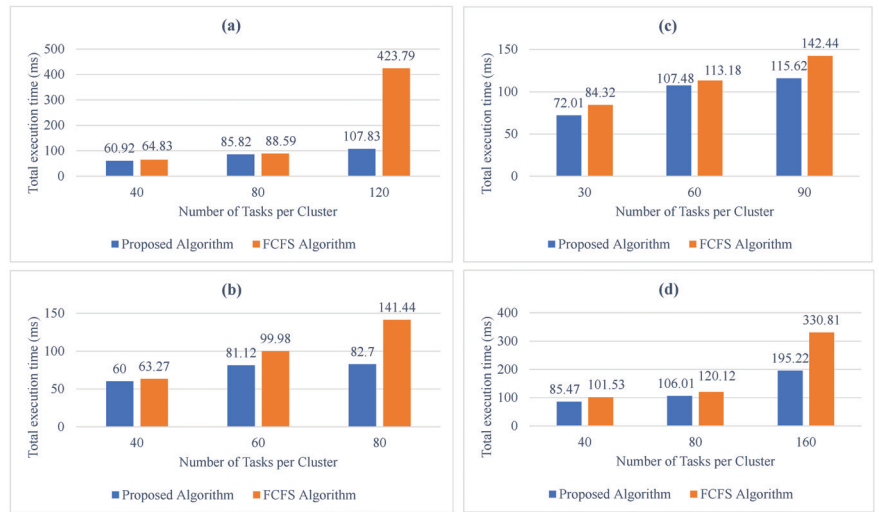 (a)
Total execution time (ms)
500
400
300
200
100
0
60.92 64.83
85.82 88.59
107.83
423.79
40 80 120
Number of Tasks per Cluster
Proposed Algorithm FCFS Algorithm
(c)
Total execution time (ms)
150
100
50
0
72.01 84.32
107.48 113.18
115.62
142.44
30 60 90
Number of Tasks per Cluster
Proposed Algorithm FCFS Algorithm
(b)
Total execution time (ms)
150
100
50
0
60 63.27
81.12 99.98
82.7
141.44
40 60 80
Number of Tasks per Cluster
Proposed Algorithm FCFS Algorithm
(d)
Total execution time (ms)
400
300
200
100
0
85.47 101.53
106.01 120.12
195.22
330.81
40 80 160
Number of Tasks per Cluster
Proposed Algorithm FCFS Algorithm